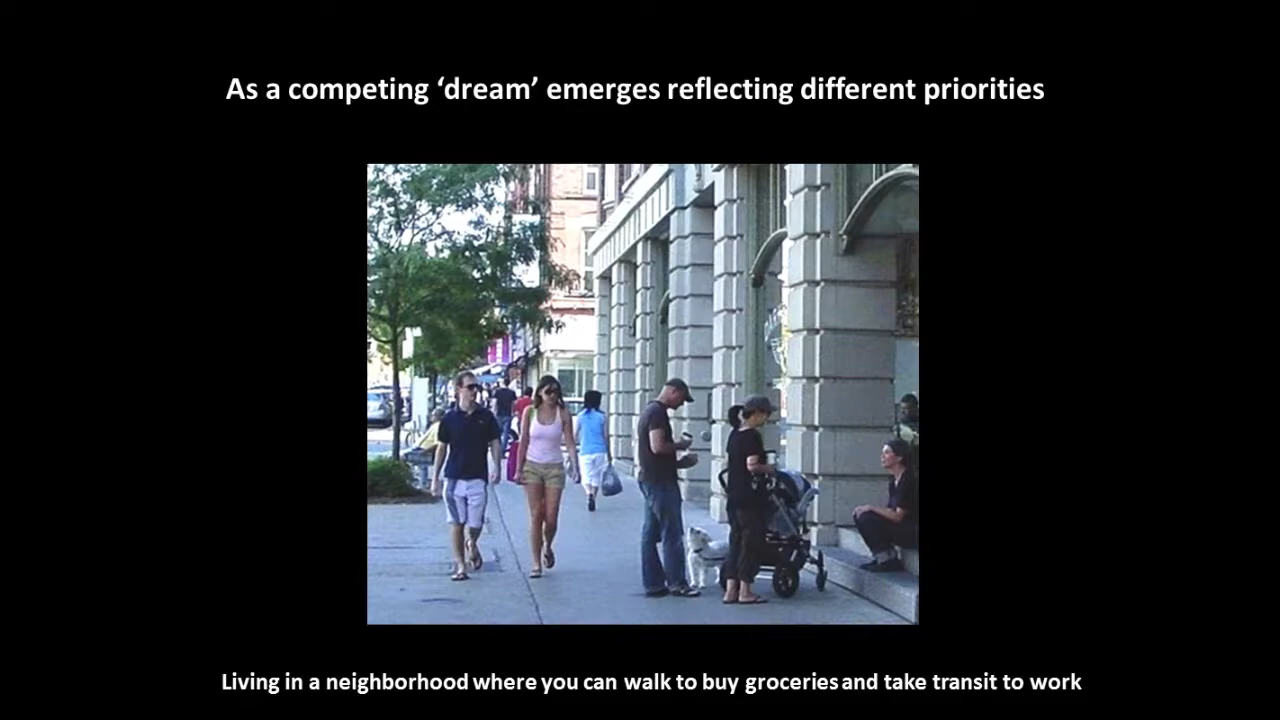 As a competing ‘dream’ emerges reflecting different priorities
Living in a neighborhood where you can walk to buy groceries and take transit to work